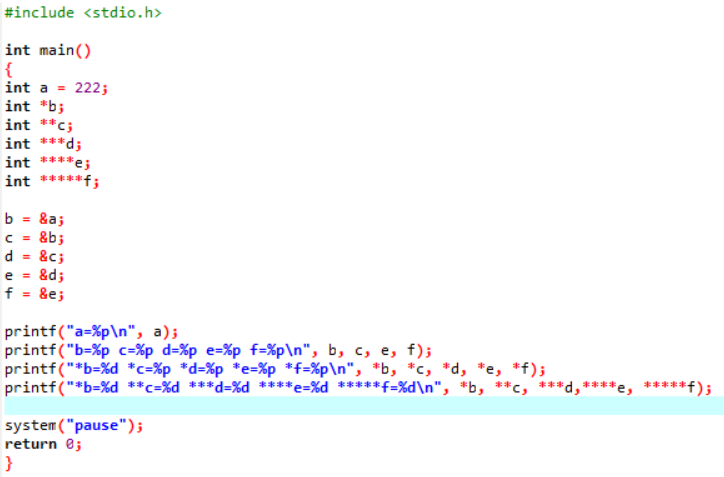 #include <stdio.h>
int main()
{
int a = 222;
int *b;
int **c;
int ***d;
int ****e;
int *****f;
b = &a;
c = &b;
d = &c;
e = &d;
f = &e;
printf("a=%p\n", a);
printf("b=%p c=%p d=%p e=%p f=%p\n", b, c, e, f);
printf("*b=%d *c=%p *d=%p *e=%p *f=%p\n", *b, *c, *d, *e, *f);
printf("*b=%d **c=%d ***d=%d ****e=%d *****f=%d\n", *b, **c, ***d,****e, *****f);
system("pause");
return 0;
}